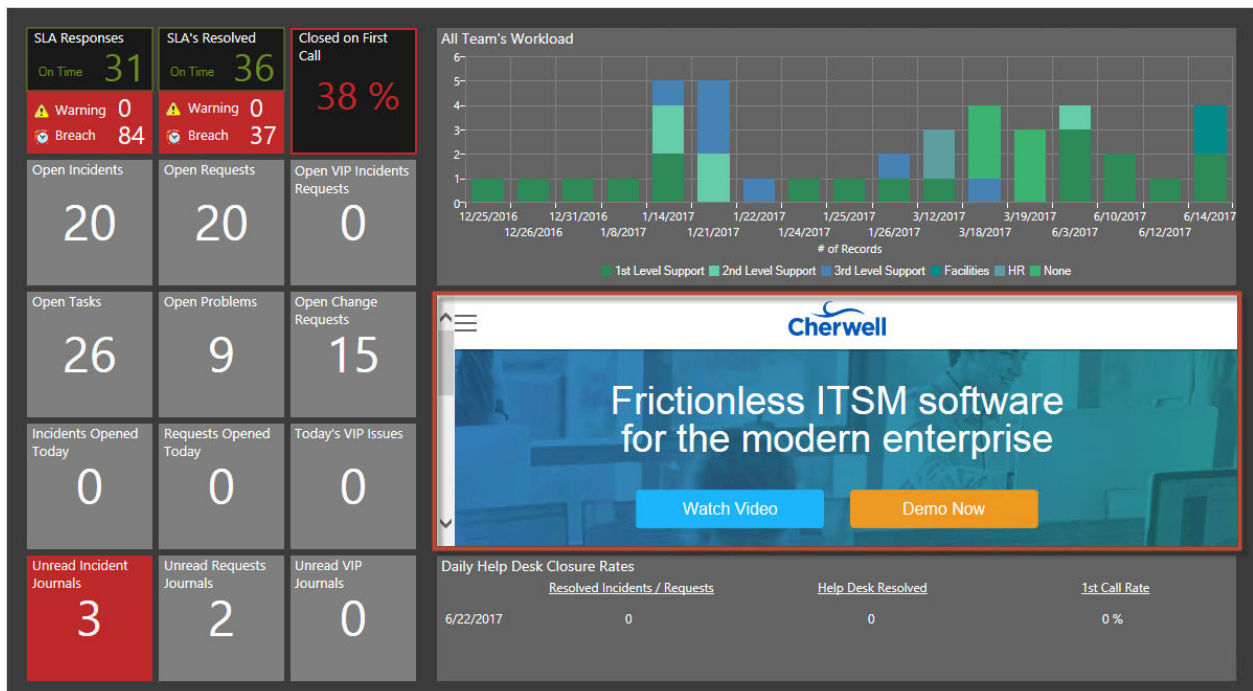 SLA Responses
On Time 31
Warning 0
Breach 84
SLA's Resolved
On Time 36
Warning 0
Breach 37
Closed on First
Call
38 %
Open Incidents
20
Open Requests
20
Open VIP Incidents
Requests
0
Open Tasks
26
Open Problems
9
Open Change
Requests
15
Incidents Opened
Today
0
Requests Opened
Today
0
Today's VIP Issues
0
Unread Incident
Journals
3
Unread Requests
Journals
2
Unread VIP
Journals
0
All Team's Workload
6
5
4
3
2
1
0
12/25/2016 12/31/2016 1/14/2017 1/22/2017 1/25/2017 3/12/2017 3/19/2017 6/10/2017 6/14/2017
12/26/2016 1/8/2017 1/21/2017 1/24/2017 1/26/2017 3/18/2017 6/3/2017 6/12/2017
# of Records
1st Level Support 2nd Level Support 3rd Level Support Facilities HR None
Cherwell
Frictionless ITSM software
for the modern enterprise
Watch Video Demo Now
Daily Help Desk Closure Rates
Resolved Incidents / Requests Help Desk Resolved 1st Call Rate
6/22/2017 0 0 0 %